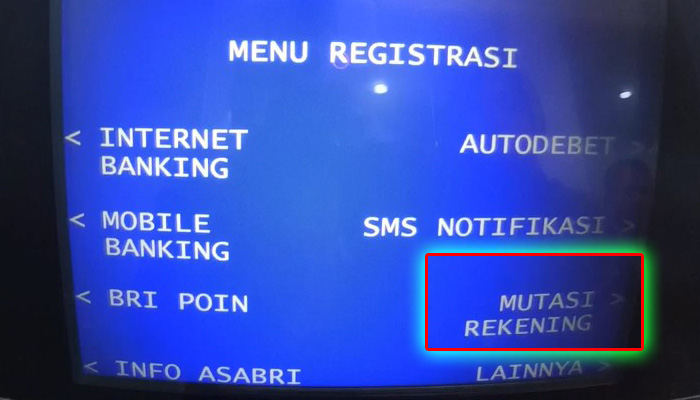 MENU REGISTRASI
< INTERNET
BANKING
AUTODEBET >
< MOBILE
BANKING
SMS NOTIFIKASI >
< BRI POIN
MUTASI >
REKENING
< INFO ASABRI
LAINNYA >